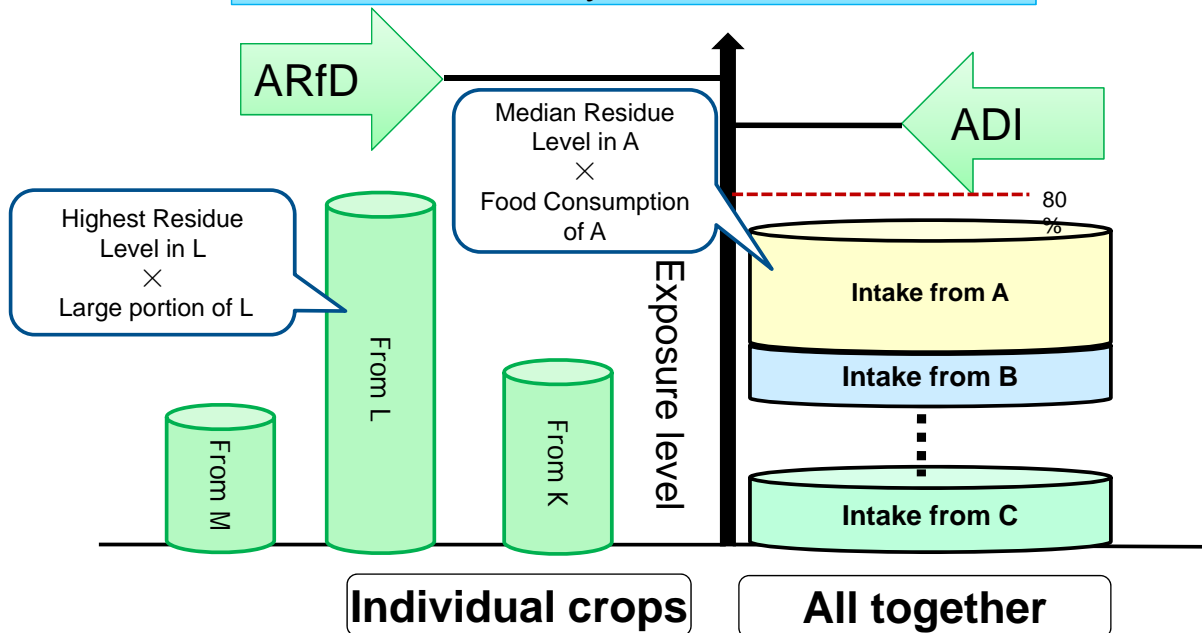 ARfD
ADI
Median Residue
Level in A
×
Food Consumption
of A
80
%
Highest Residue
Level in L
×
Large portion of L
From M
From L
From K
Exposure level
Intake from A
Intake from B
Intake from C
Individual crops
All together